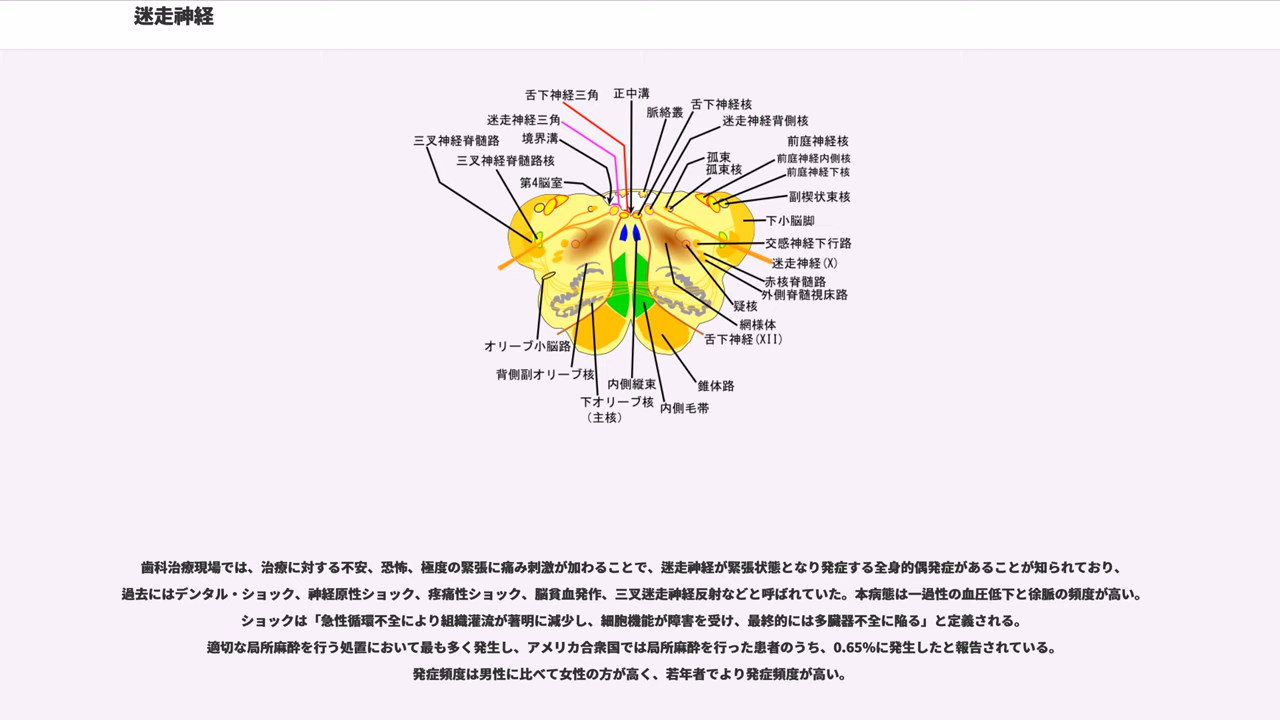 迷走神経
舌下神経三角
正中溝
脈絡叢
舌下神経核
迷走神経三角
迷走神経背側核
三叉神経脊髄路
境界溝
前庭神経核
三叉神経脊髄路核
孤束
前庭神経内側核
孤束核
前庭神経下核
第4脳室
副楔状束核
下小脳脚
交感神経下行路
迷走神経(X)
赤核脊髄路
外側脊髄視床路
疑核
網様体
舌下神経(XII)
オリーブ小脳路
背側副オリーブ核
内側縦束
錐体路
下オリーブ核
(主核)
内側毛帯
歯科治療現場では、治療に対する不安、恐怖、極度の緊張に痛み刺激が加わることで、迷走神経が緊張状態となり発症する全身的偶発症があることが知られており、
過去にはデンタル・ショック、神経原性ショック、疼痛性ショック、脳貧血発作、三叉迷走神経反射などと呼ばれていた。本病態は一過性の血圧低下と徐脈の頻度が高い。
ショックは「急性循環不全により組織灌流が著明に減少し、細胞機能が障害を受け、最終的には多臓器不全に陥る」と定義される。
適切な局所麻酔を行う処置において最も多く発生し、アメリカ合衆国では局所麻酔を行った患者のうち、0.65%に発生したと報告されている。
発症頻度は男性に比べて女性の方が高く、若年者でより発症頻度が高い。